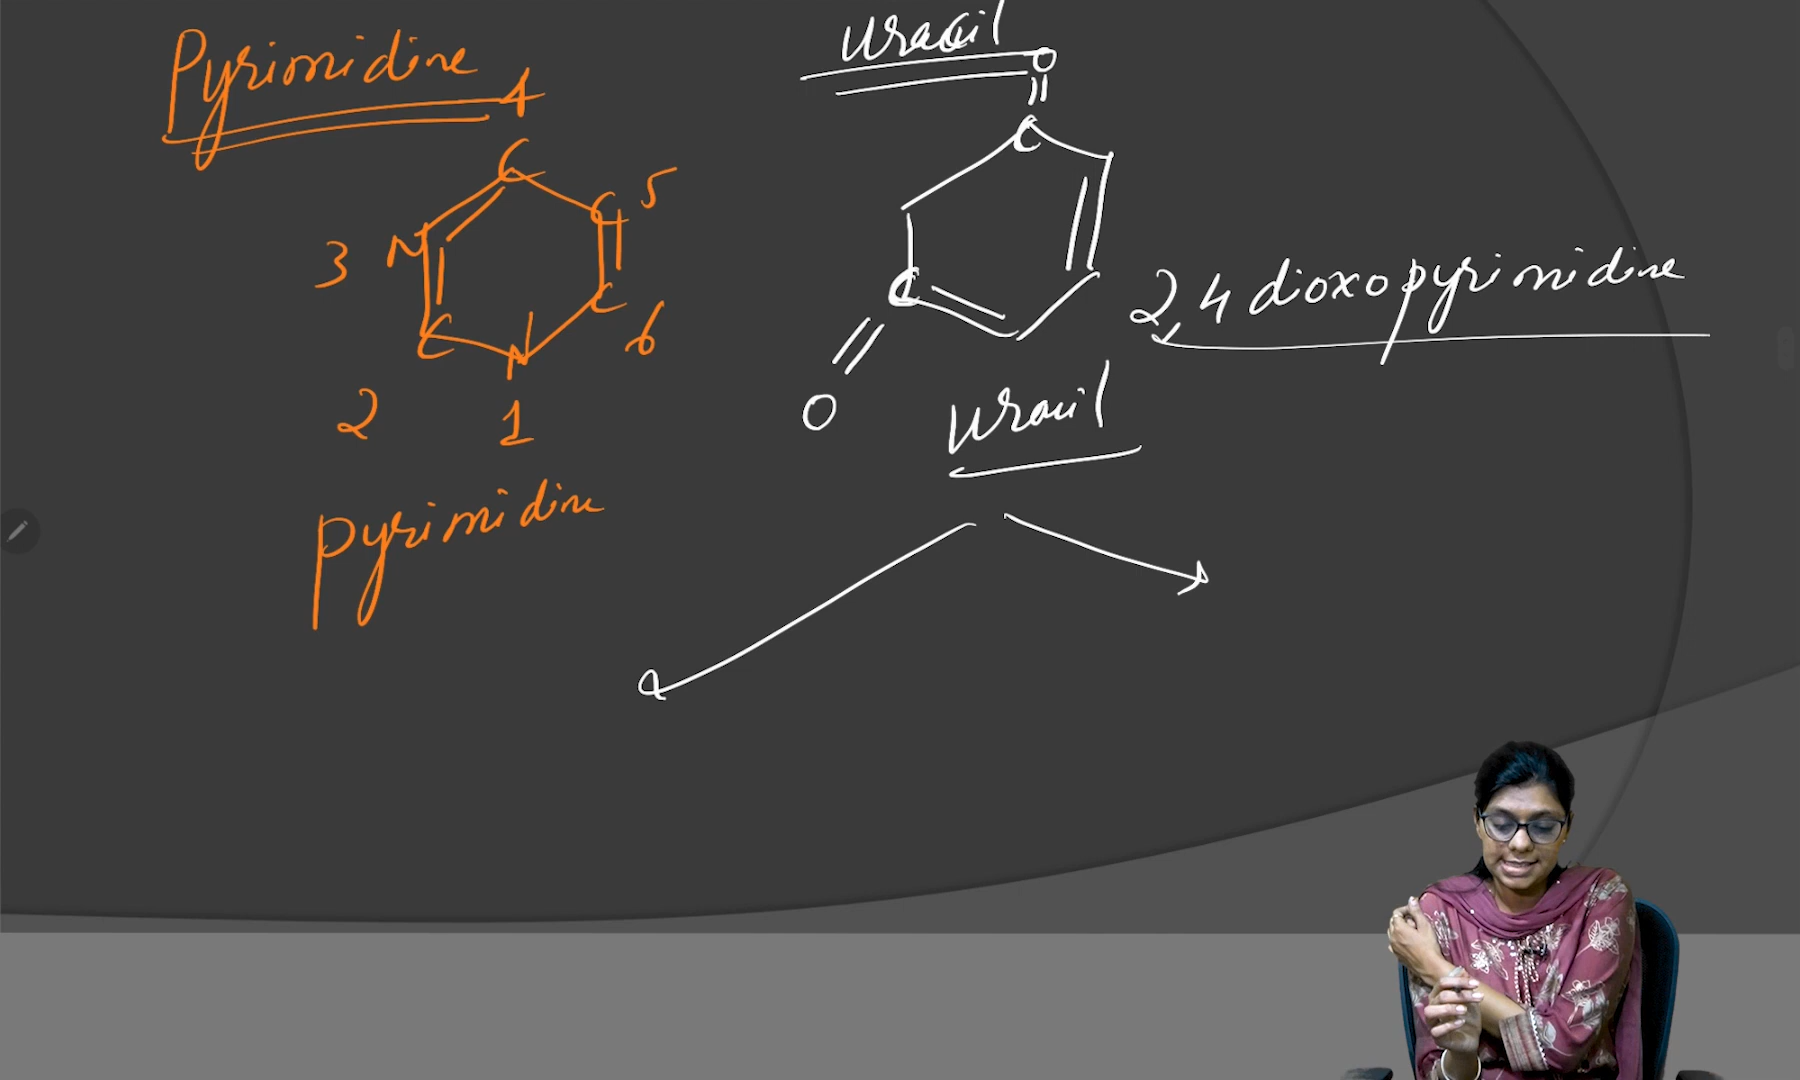 Pyrimidine
4
C
C 5
3 N
C
C 6
N
2 1
pyrimidine
Uracil
O
C
C
O
2,4 dioxopyrimidine
Uracil